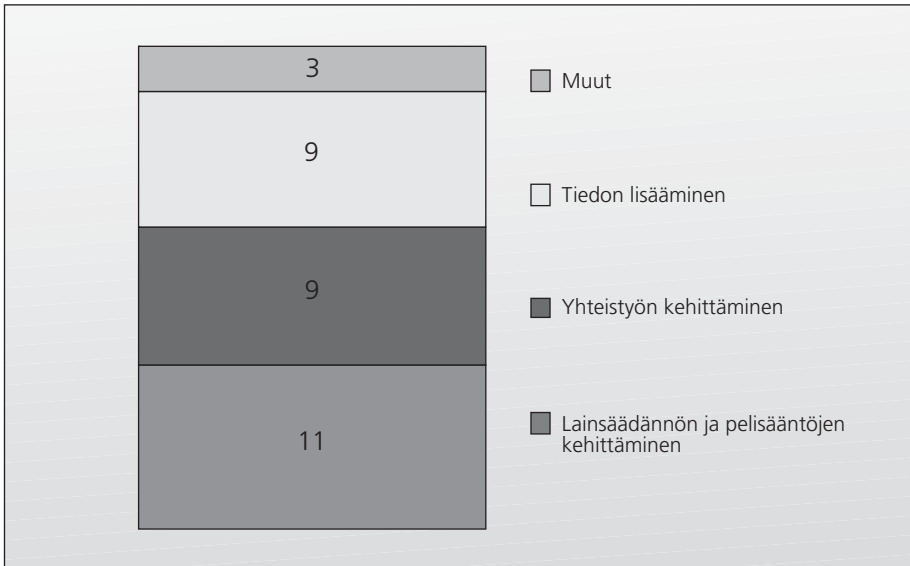 3
Muut
9
Tiedon lisääminen
9
Yhteistyön kehittäminen
11
Lainsäädännön ja pelisääntöjen
kehittäminen